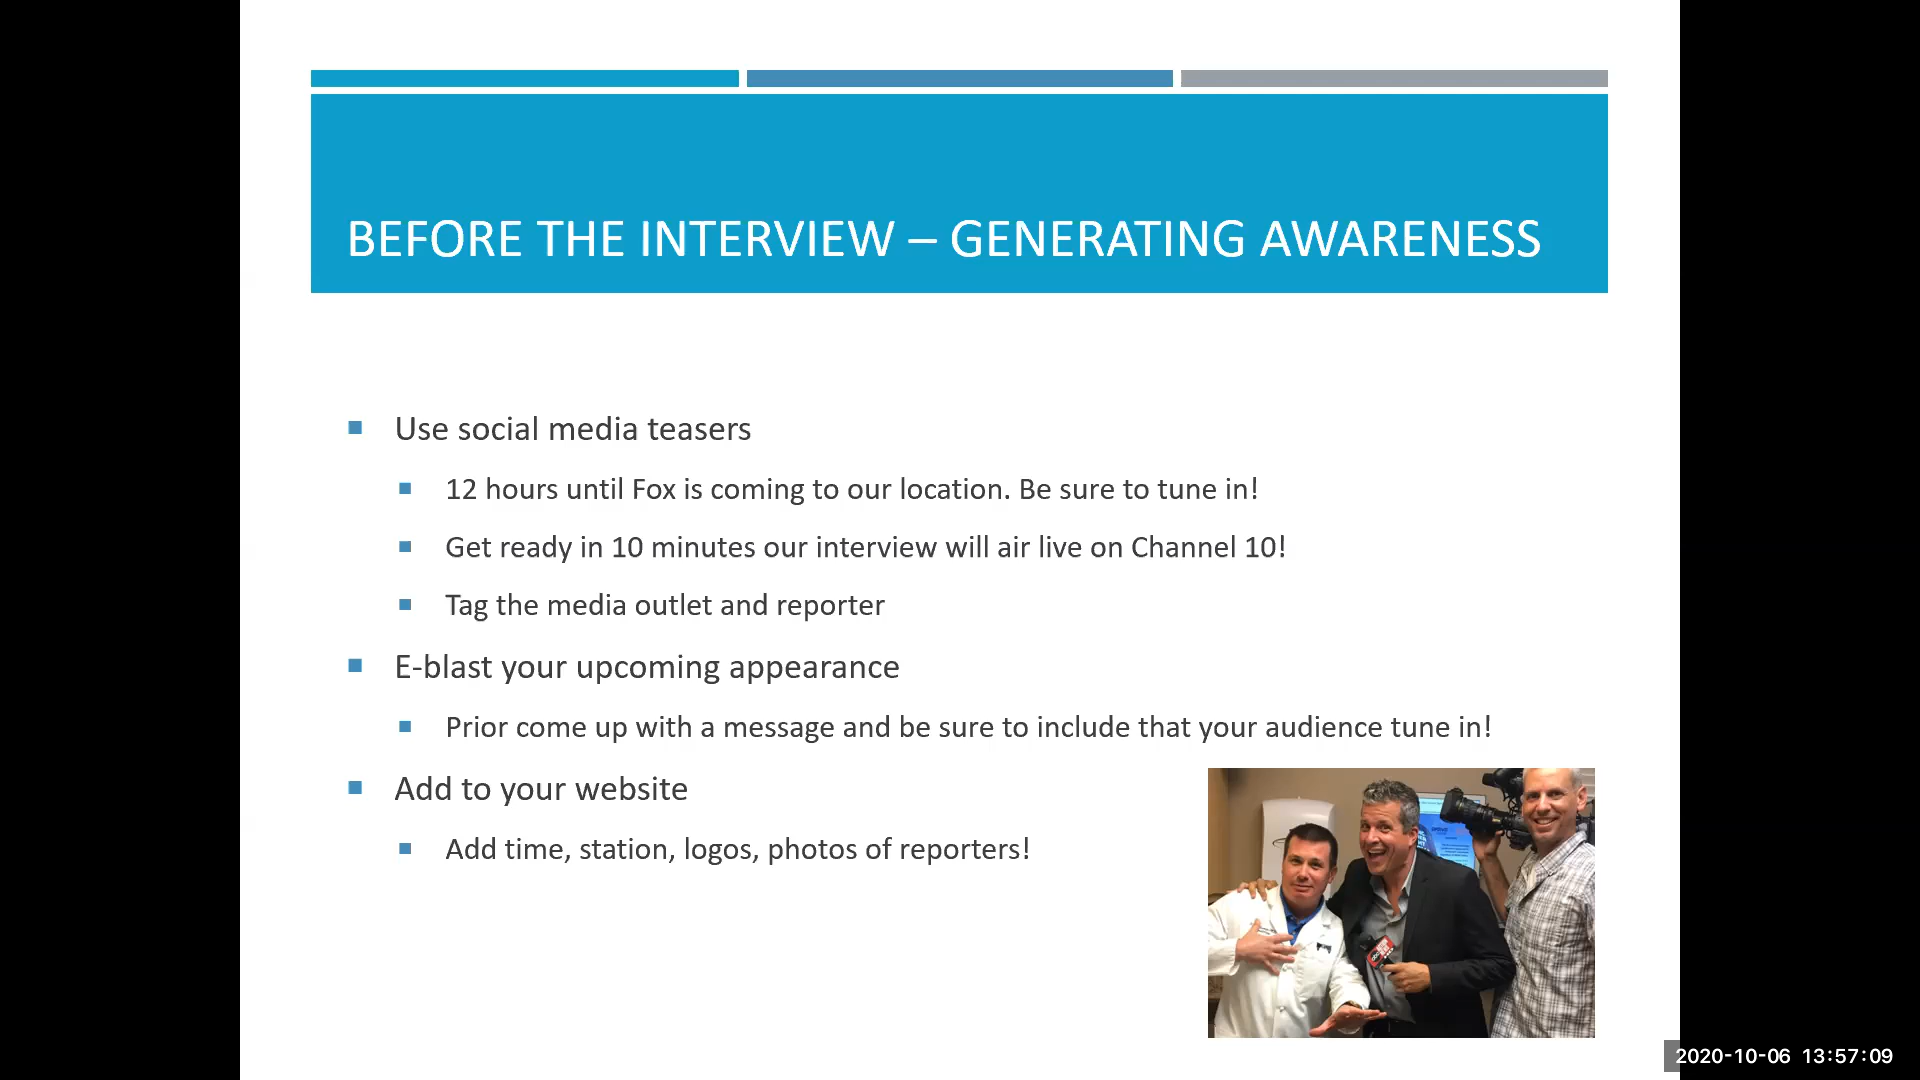 BEFORE THE INTERVIEW – GENERATING AWARENESS
Use social media teasers
12 hours until Fox is coming to our location. Be sure to tune in!
Get ready in 10 minutes our interview will air live on Channel 10!
Tag the media outlet and reporter
E-blast your upcoming appearance
Prior come up with a message and be sure to include that your audience tune in!
Add to your website
Add time, station, logos, photos of reporters!
2020-10-06 13:57:09